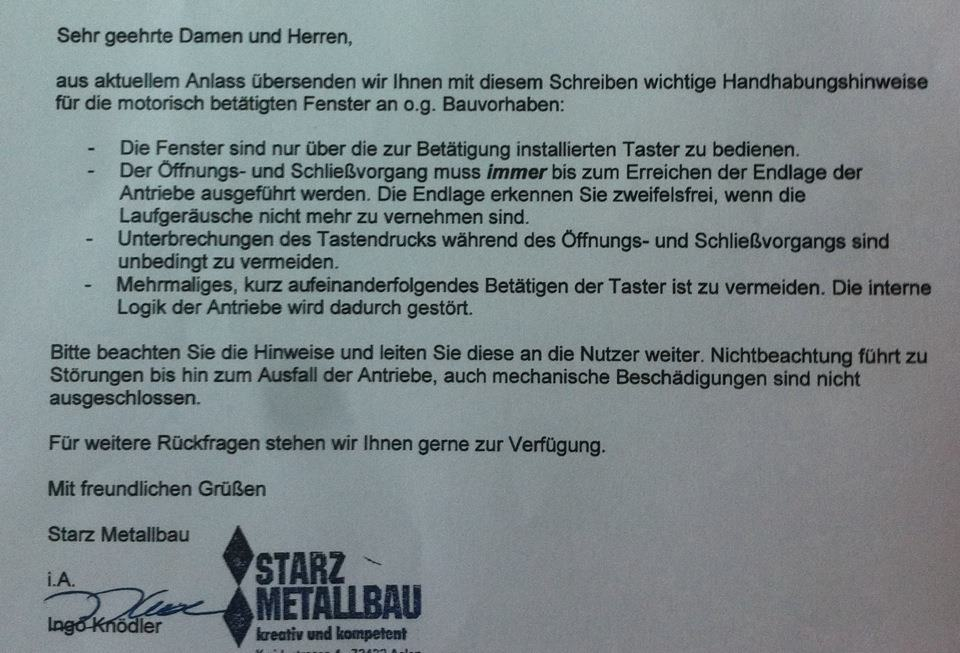 Sehr geehrte Damen und Herren,
aus aktuellem Anlass übersenden wir Ihnen mit diesem Schreiben wichtige Handhabungshinweise
für die motorisch betätigten Fenster an o.g. Bauvorhaben:
- Die Fenster sind nur über die zur Betätigung installierten Taster zu bedienen.
- Der Öffnungs- und Schließvorgang muss immer bis zum Erreichen der Endlage der
Antriebe ausgeführt werden. Die Endlage erkennen Sie zweifelsfrei, wenn die
Laufgeräusche nicht mehr zu vernehmen sind.
- Unterbrechungen des Tastendrucks während des Öffnungs- und Schließvorgangs sind
unbedingt zu vermeiden.
- Mehrmaliges, kurz aufeinanderfolgendes Betätigen der Taster ist zu vermeiden. Die interne
Logik der Antriebe wird dadurch gestört.
Bitte beachten Sie die Hinweise und leiten Sie diese an die Nutzer weiter. Nichtbeachtung führt zu
Störungen bis hin zum Ausfall der Antriebe, auch mechanische Beschädigungen sind nicht
ausgeschlossen.
Für weitere Rückfragen stehen wir Ihnen gerne zur Verfügung.
Mit freundlichen Grüßen
Starz Metallbau
i.A.
Ingo Knödler
STARZ
METALLBAU
kreativ und kompetent